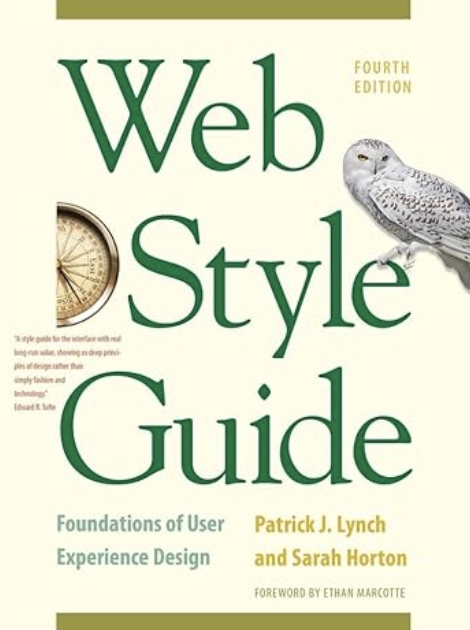 Web
FOURTH
EDITION
Style
"A style guide for the interface with real
long-run value, showing us deep princi-
ples of design rather than
simply fashion and
technology."
Edward R. Tufte
Guide
Foundations of User
Experience Design
Patrick J. Lynch
and Sarah Horton
FOREWORD BY ETHAN MARCOTTE